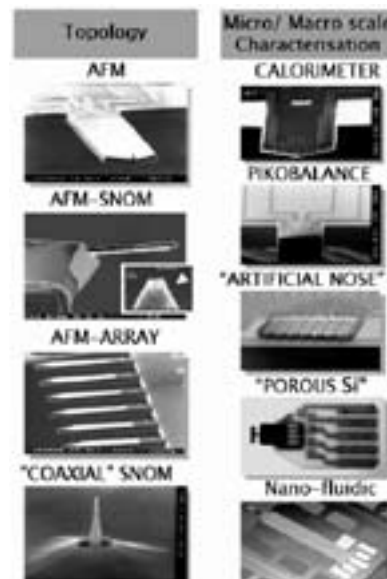 Topology
AFM
AFM-SNOM
AFM-ARRAY
"COAXIAL" SNOM
Micro/ Macro scale
Characterisation
CALORIMETER
PIKOBALANCE
"ARTIFICIAL NOSE"
"POROUS Si"
Nano-fluidic